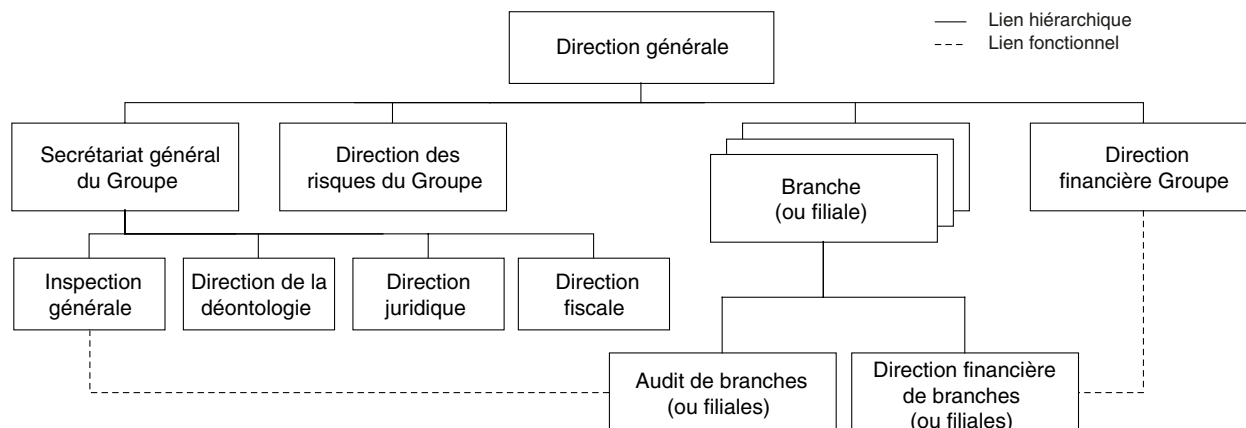 Direction générale
Lien hiérarchique
Lien fonctionnel
Secrétariat général
du Groupe
Direction des
risques du Groupe
Branche
(ou filiale)
Direction
financière Groupe
Inspection
générale
Direction de la
déontologie
Direction
juridique
Direction
fiscale
Audit de branches
(ou filiales)
Direction financière
de branches
(ou filiales)